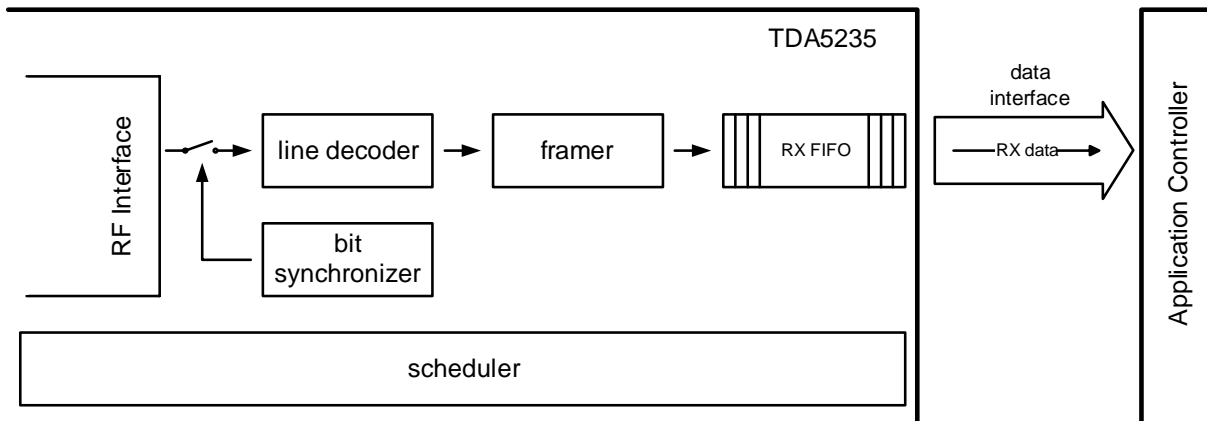 TDA5235
RF Interface
line decoder
framer
RX FIFO
bit
synchronizer
scheduler
data
interface
RX data
Application Controller